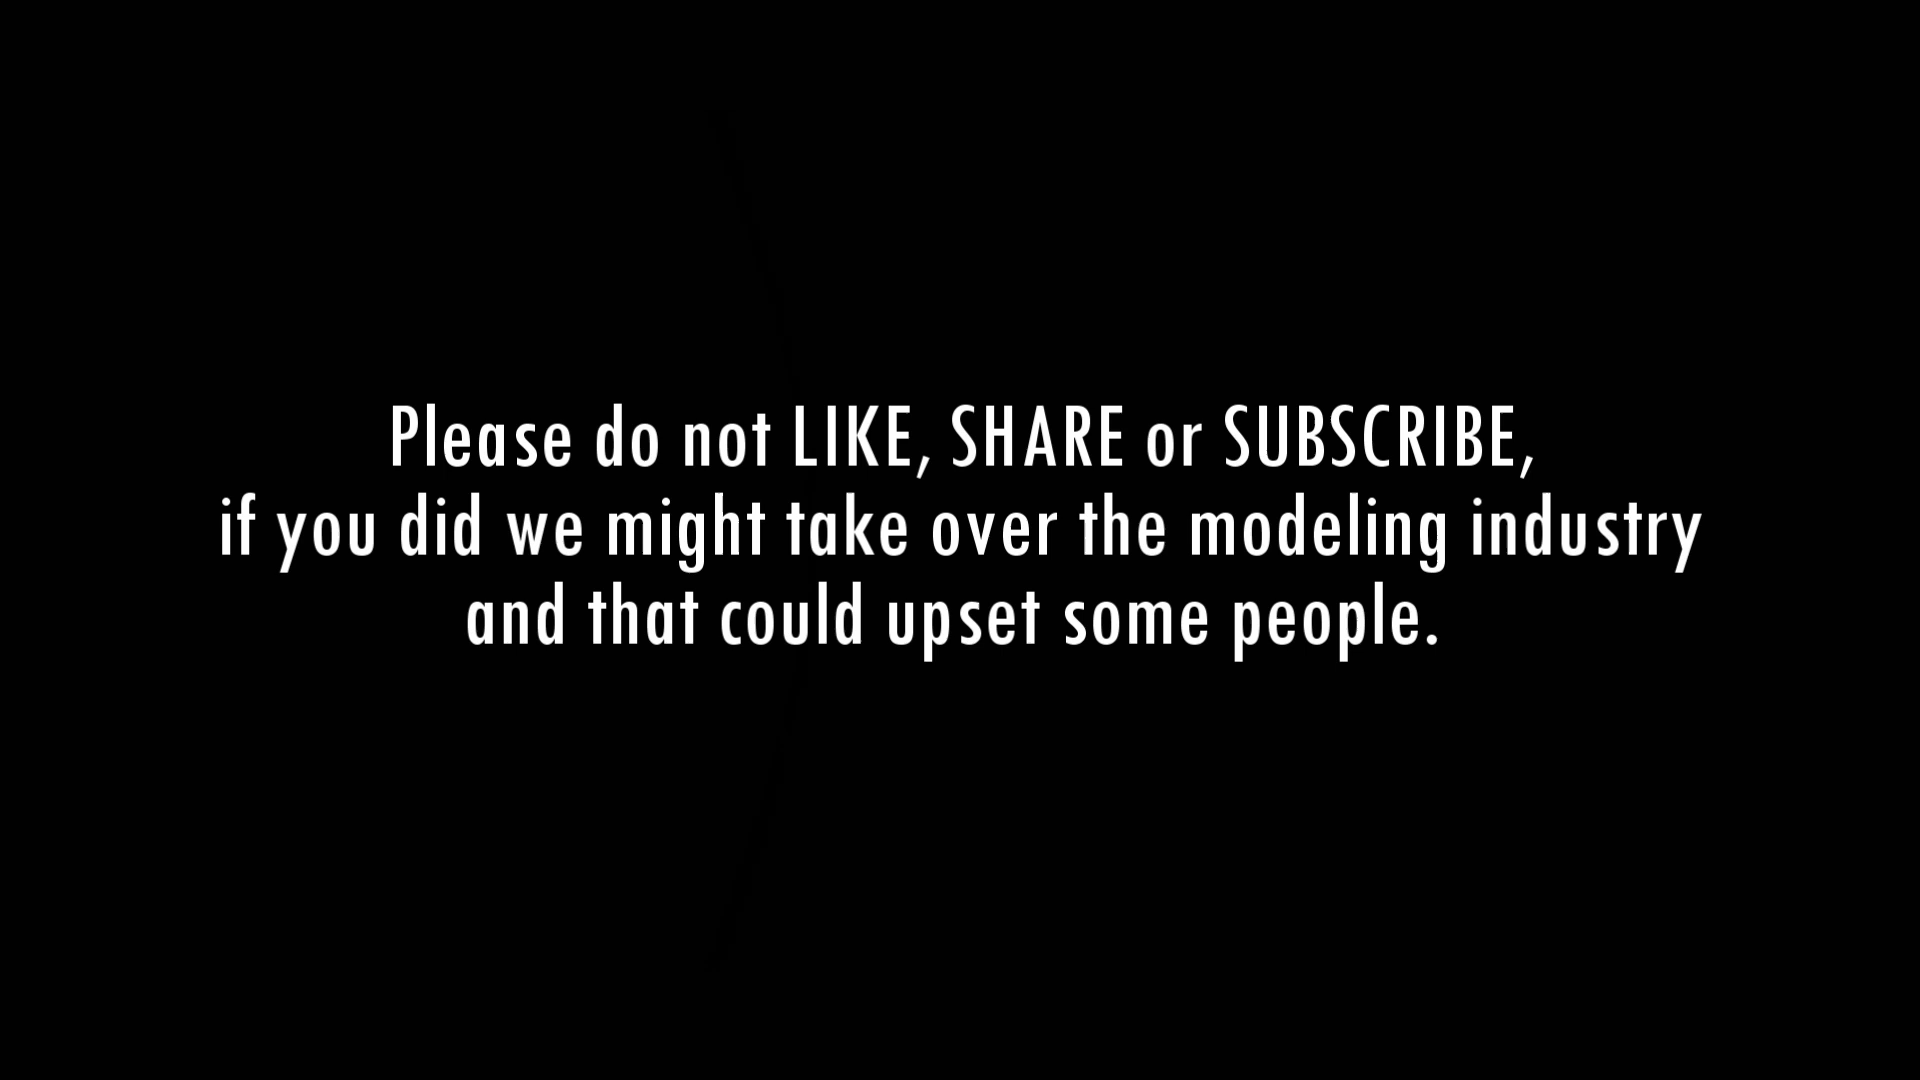 Please do not LIKE, SHARE or SUBSCRIBE,
if you did we might take over the modeling industry
and that could upset some people.